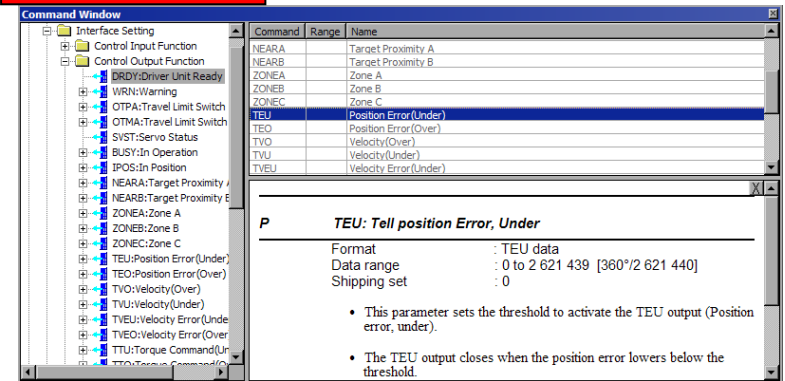 Command Window
Interface Setting
Control Input Function
Control Output Function
DRDY:Driver Unit Ready
WRN:Warning
OTPA:Travel Limit Switch
OTMA:Travel Limit Switch
SVST:Servo Status
BUSY:In Operation
IPOS:In Position
NEARA:Target Proximity
NEARB:Target Proximity
ZONEA:Zone A
ZONEB:Zone B
ZONEC:Zone C
TEU:Position Error(Under)
TEO:Position Error(Over)
TVO:Velocity(Over)
TVU:Velocity(Under)
TVEU:Velocity Error(Unde
TVEO:Velocity Error(Over
TTU:Torque Command(Un
Command Range Name
NEARA Target Proximity A
NEARB Target Proximity B
ZONEA Zone A
ZONEB Zone B
ZONEC Zone C
TEU Position Error(Under)
TEO Position Error(Over)
TVO Velocity(Over)
TVU Velocity(Under)
TVEU Velocity Error(Under)
X
P TEU: Tell position Error, Under
Format : TEU data
Data range : 0 to 2 621 439 [360°/2 621 440]
Shipping set : 0
• This parameter sets the threshold to activate the TEU output (Position
error, under).
• The TEU output closes when the position error lowers below the
threshold.